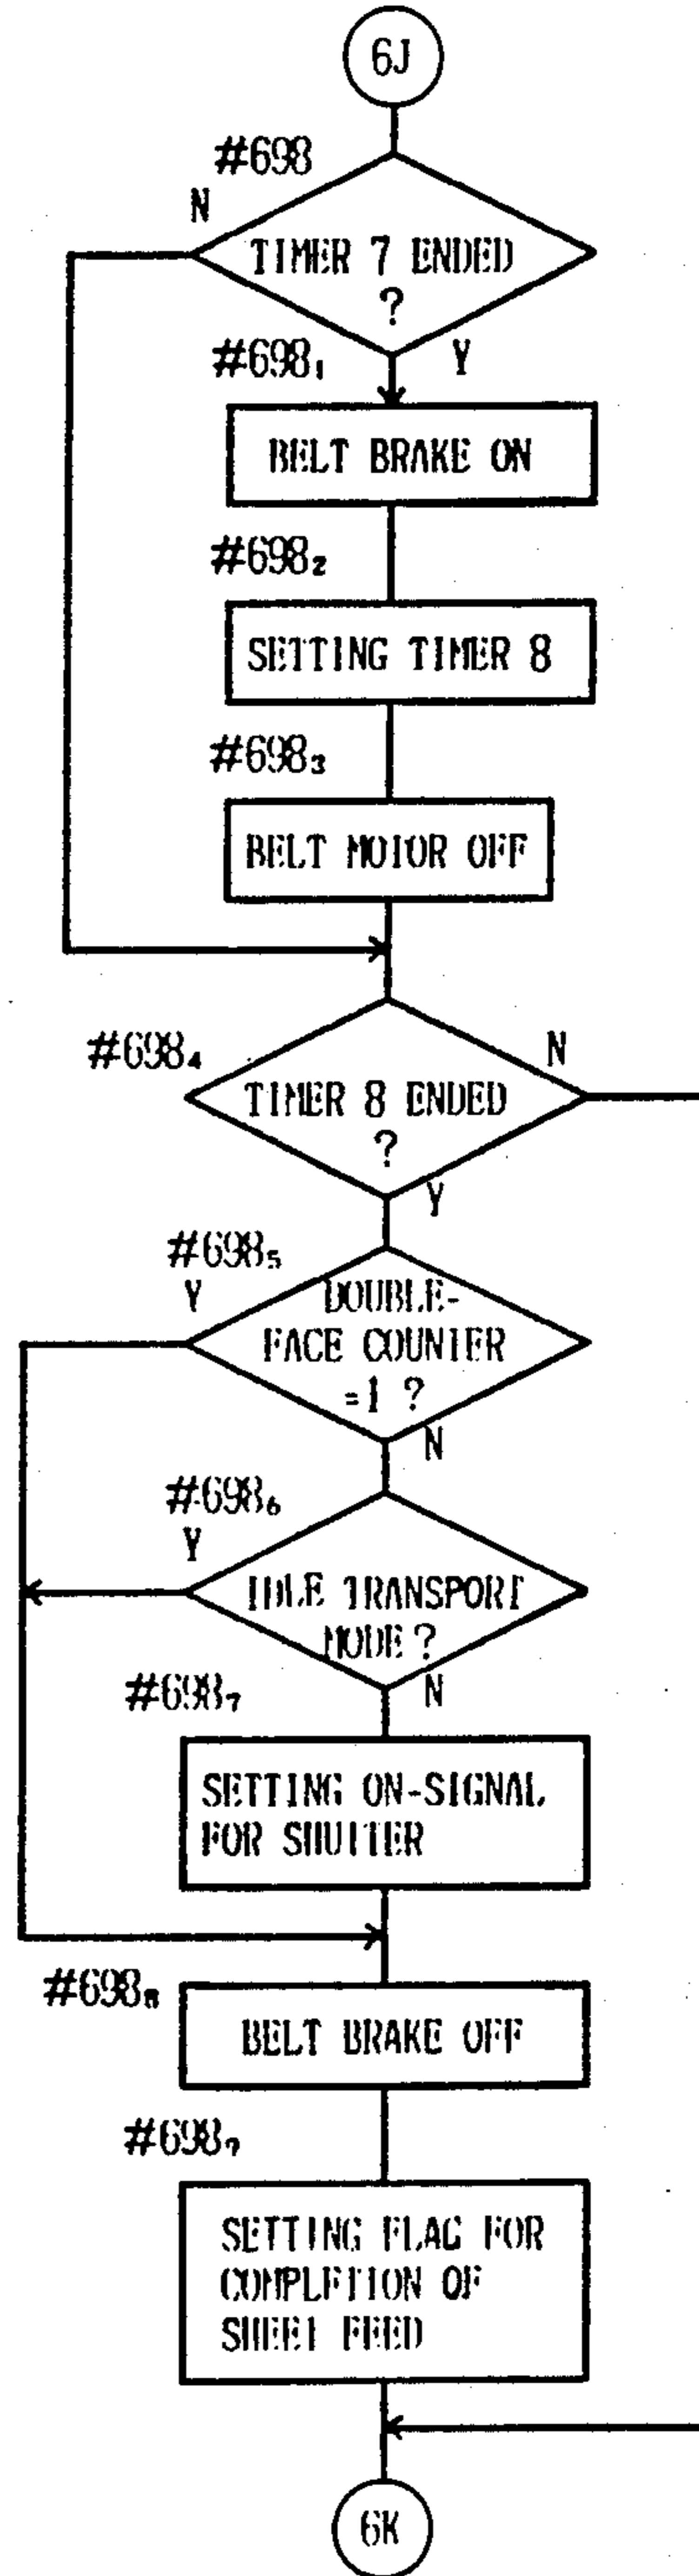 6J
#698
N
TIMER 7 ENDED
?
#698₁
Y
BELT BRAKE ON
#698₂
SETTING TIMER 8
#698₃
BELT MOTOR OFF
#698₄
N
TIMER 8 ENDED
?
Y
#698₅
Y
DOUBLE-
FACE COUNTER
=1 ?
N
#698₆
Y
IDLE TRANSPORT
MODE ?
N
#698₇
SETTING ON-SIGNAL
FOR SHUTTER
#698₈
BELT BRAKE OFF
#698₉
SETTING FLAG FOR
COMPLETION OF
SHEET FEED
6K